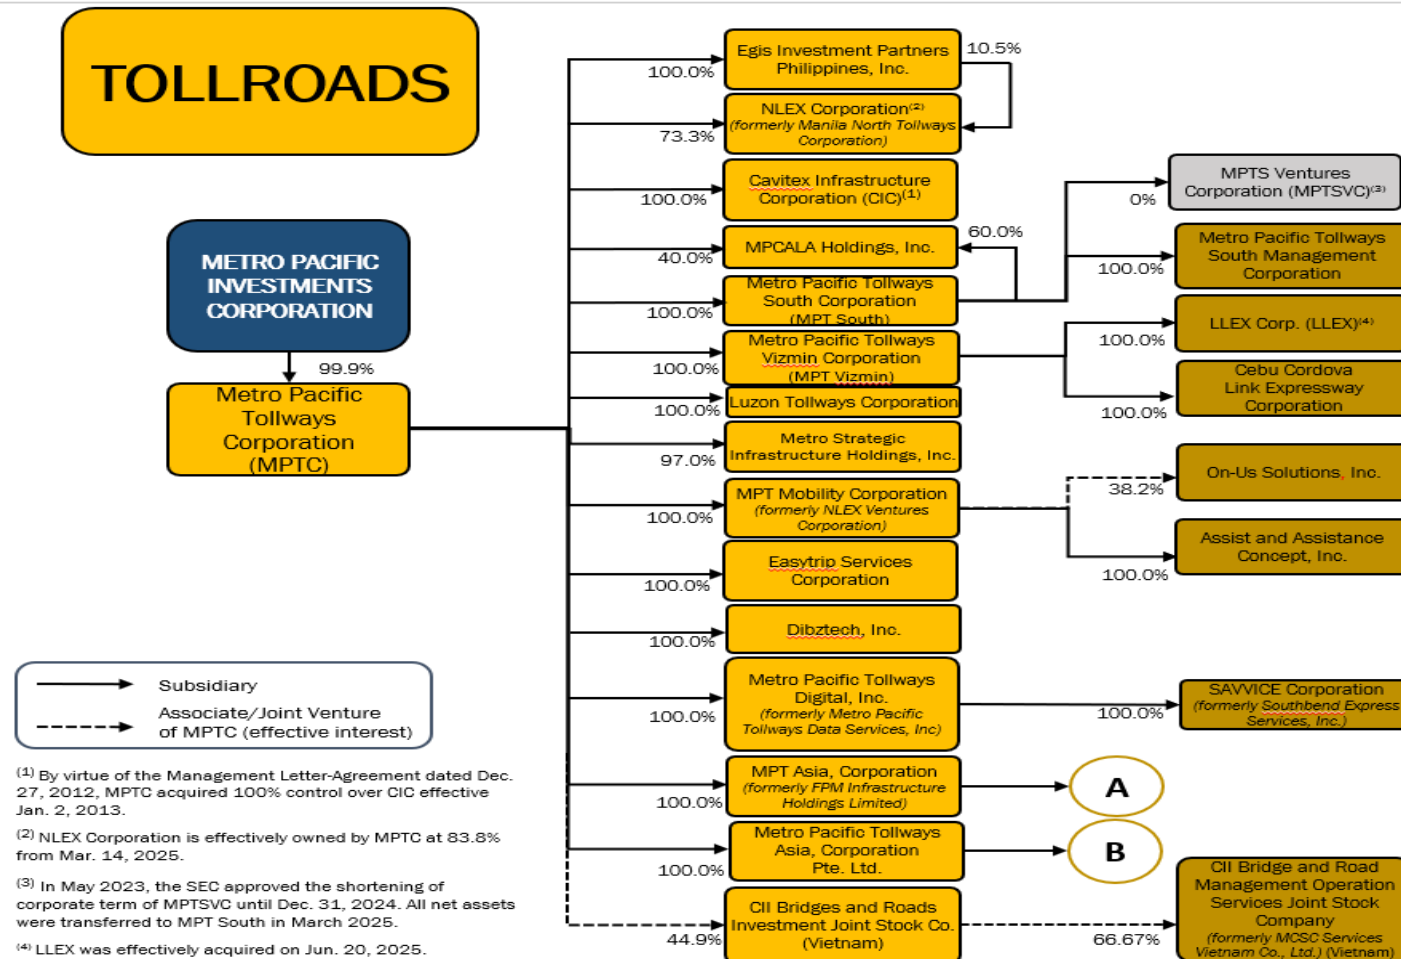 TOLLROADS
METRO PACIFIC
INVESTMENTS
CORPORATION
99.9%
Metro Pacific
Tollways
Corporation
(MPTC)
100.0%
Egis Investment Partners
Philippines, Inc.
10.5%
73.3%
NLEX Corporation⁽²⁾
(formerly Manila North Tollways
Corporation)
100.0%
Cavitex Infrastructure
Corporation (CIC)⁽¹⁾
40.0%
MPCALA Holdings, Inc.
60.0%
100.0%
Metro Pacific Tollways
South Corporation
(MPT South)
0%
MPTS Ventures
Corporation (MPTSVC)⁽³⁾
100.0%
Metro Pacific Tollways
South Management
Corporation
100.0%
Metro Pacific Tollways
Vizmin Corporation
(MPT Vizmin)
100.0%
LLEX Corp. (LLEX)⁽⁴⁾
100.0%
Cebu Cordova
Link Expressway
Corporation
100.0%
Luzon Tollways Corporation
97.0%
Metro Strategic
Infrastructure Holdings, Inc.
100.0%
MPT Mobility Corporation
(formerly NLEX Ventures
Corporation)
38.2%
On-Us Solutions, Inc.
100.0%
Assist and Assistance
Concept, Inc.
100.0%
Easytrip Services
Corporation
100.0%
Dibztech, Inc.
100.0%
Metro Pacific Tollways
Digital, Inc.
(formerly Metro Pacific
Tollways Data Services, Inc)
100.0%
SAVVICE Corporation
(formerly Southbend Express
Services, Inc.)
100.0%
MPT Asia, Corporation
(formerly FPM Infrastructure
Holdings Limited)
A
100.0%
Metro Pacific Tollways
Asia, Corporation
Pte. Ltd.
B
44.9%
CII Bridges and Roads
Investment Joint Stock Co.
(Vietnam)
66.67%
CII Bridge and Road
Management Operation
Services Joint Stock
Company
(formerly MCSC Services
Vietnam Co., Ltd.) (Vietnam)
Subsidiary
Associate/Joint Venture
of MPTC (effective interest)
⁽¹⁾ By virtue of the Management Letter-Agreement dated Dec.
27, 2012, MPTC acquired 100% control over CIC effective
Jan. 2, 2013.
⁽²⁾ NLEX Corporation is effectively owned by MPTC at 83.8%
from Mar. 14, 2025.
⁽³⁾ In May 2023, the SEC approved the shortening of
corporate term of MPTSVC until Dec. 31, 2024. All net assets
were transferred to MPT South in March 2025.
⁽⁴⁾ LLEX was effectively acquired on Jun. 20, 2025.